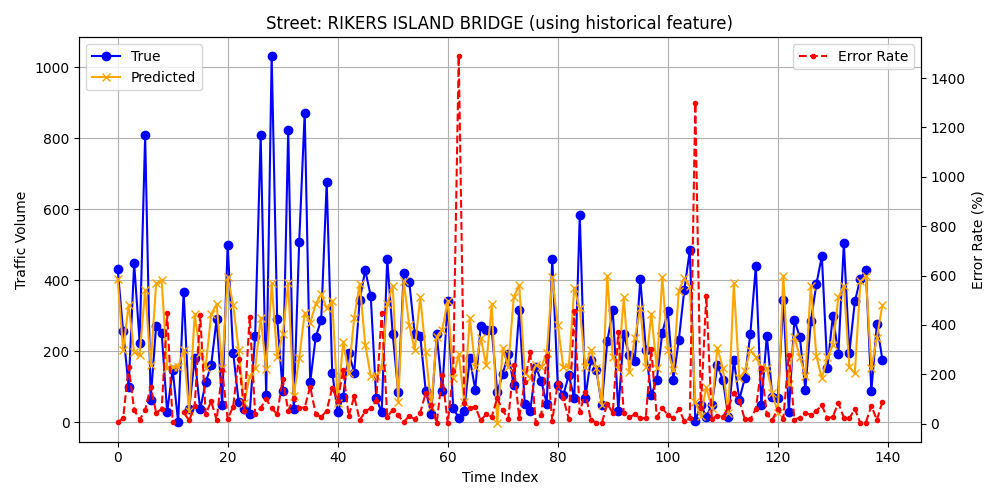 Street: RIKERS ISLAND BRIDGE (using historical feature)
True
Predicted
Error Rate
Traffic Volume
0
200
400
600
800
1000
Error Rate (%)
0
200
400
600
800
1000
1200
1400
0 20 40 60 80 100 120 140
Time Index